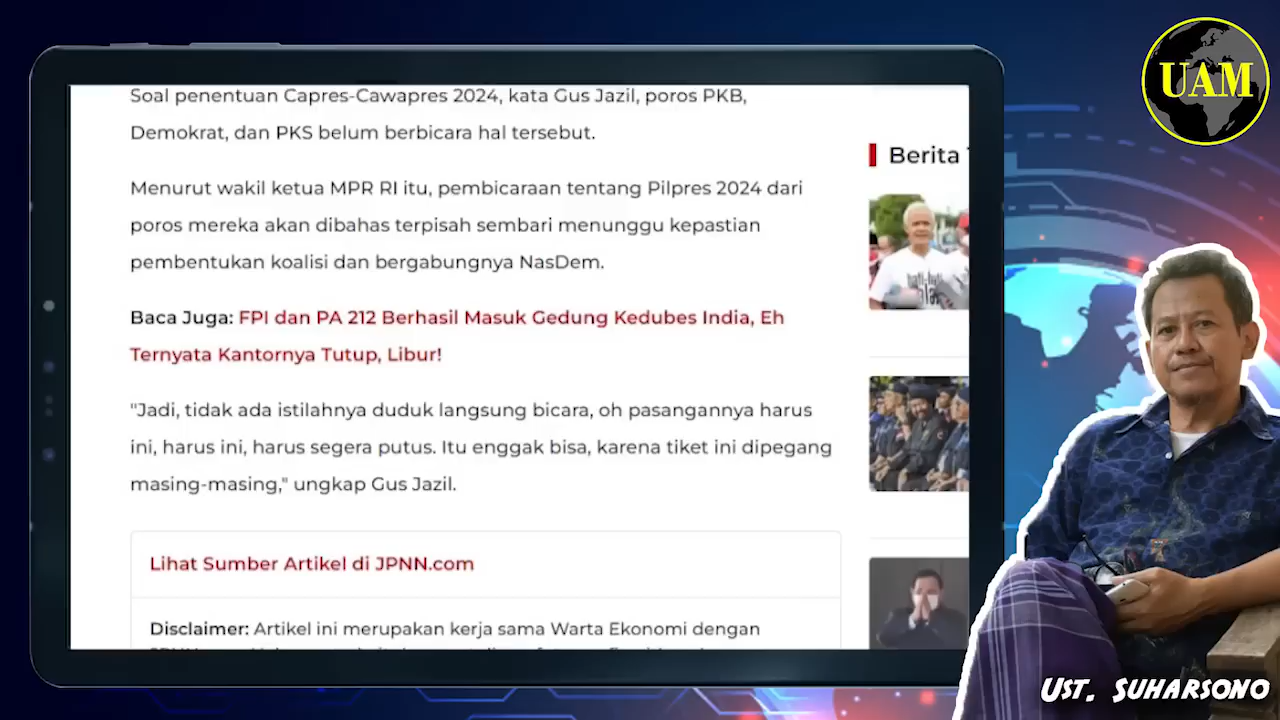 UAM
Soal penentuan Capres-Cawapres 2024, kata Gus Jazil, poros PKB,
Demokrat, dan PKS belum berbicara hal tersebut.
Menurut wakil ketua MPR RI itu, pembicaraan tentang Pilpres 2024 dari
poros mereka akan dibahas terpisah sembari menunggu kepastian
pembentukan koalisi dan bergabungnya NasDem.
Baca Juga: FPI dan PA 212 Berhasil Masuk Gedung Kedubes India, Eh
Ternyata Kantornya Tutup, Libur!
"Jadi, tidak ada istilahnya duduk langsung bicara, oh pasangannya harus
ini, harus ini, harus segera putus. Itu enggak bisa, karena tiket ini dipegang
masing-masing," ungkap Gus Jazil.
Lihat Sumber Artikel di JPNN.com
Disclaimer: Artikel ini merupakan kerja sama Warta Ekonomi dengan
Berita
Ust. Suharsono